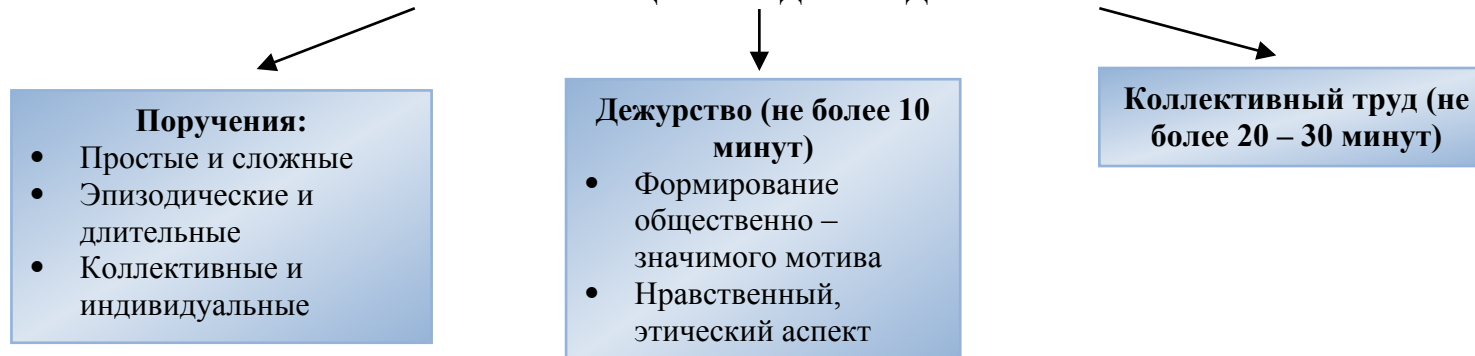 Поручения:
• Простые и сложные
• Эпизодические и
длительные
• Коллективные и
индивидуальные
Дежурство (не более 10
минут)
• Формирование
общественно –
значимого мотива
• Нравственный,
этический аспект
Коллективный труд (не
более 20 – 30 минут)